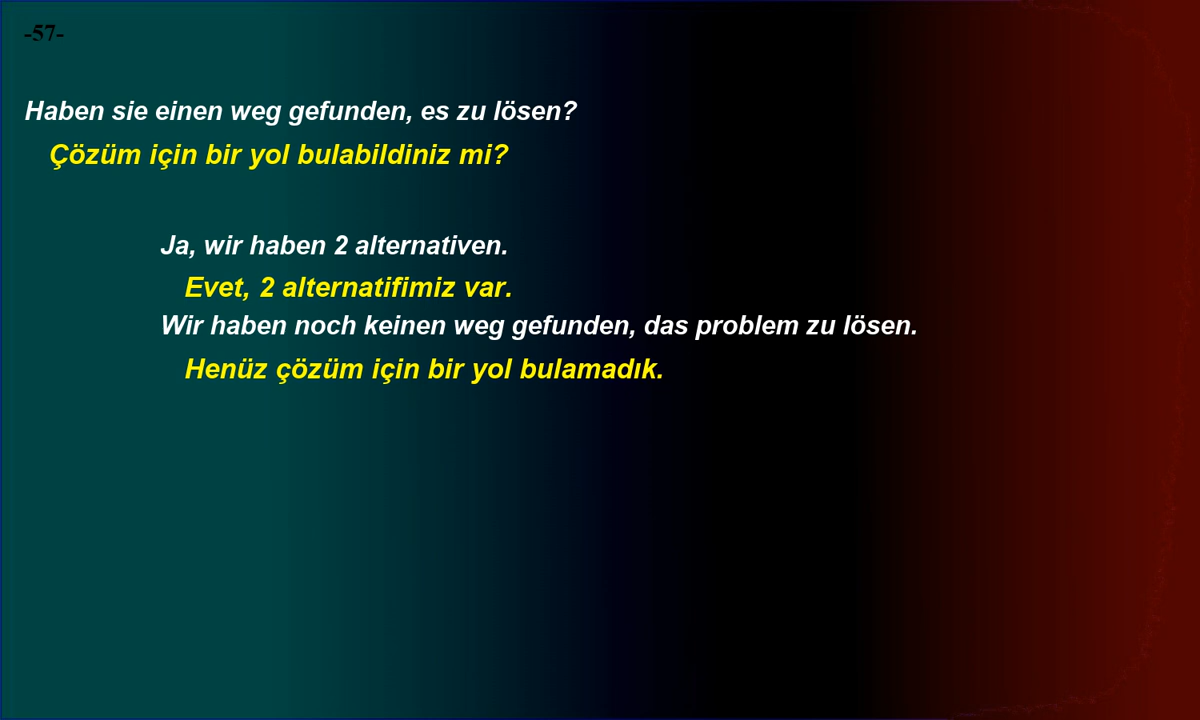 -57-
Haben sie einen weg gefunden, es zu lösen?
Çözüm için bir yol bulabildiniz mi?
Ja, wir haben 2 alternativen.
Evet, 2 alternatifimiz var.
Wir haben noch keinen weg gefunden, das problem zu lösen.
Henüz çözüm için bir yol bulamadık.